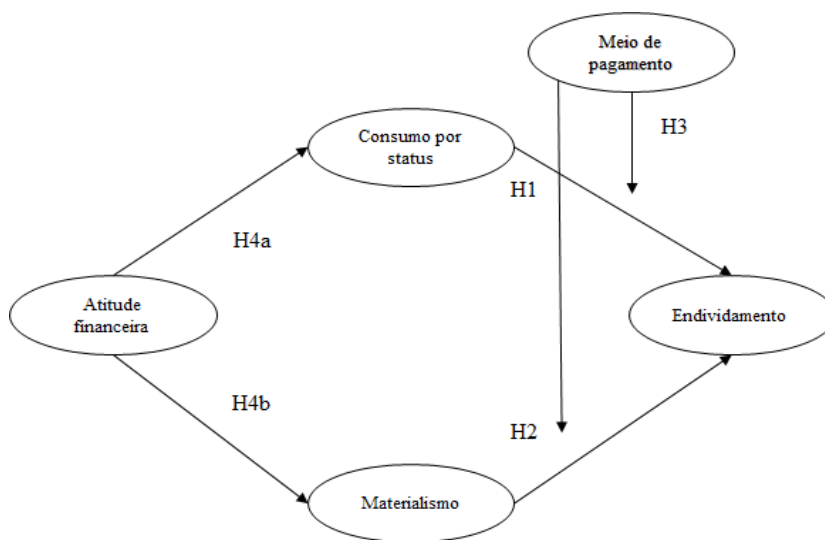 Meio de
pagamento
H3
Consumo por
status
H1
H4a
Atitude
financeira
Endividamento
H4b
H2
Materialismo